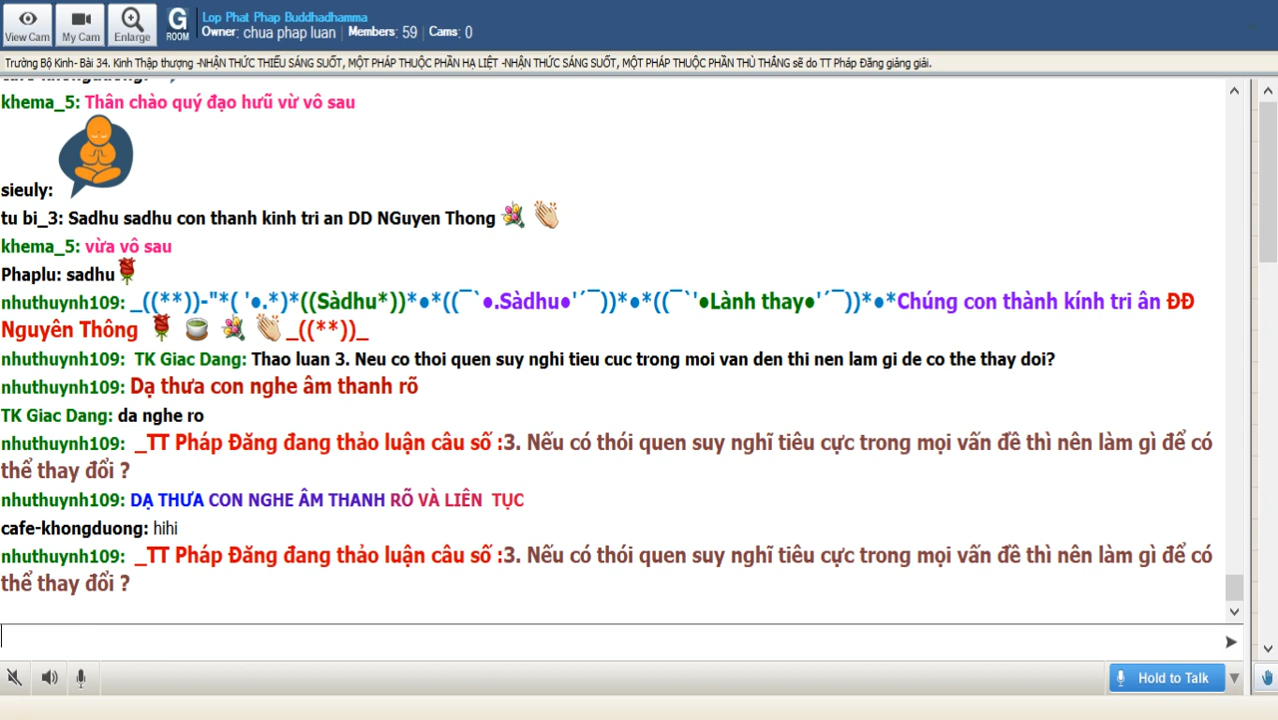 View Cam
My Cam
Enlarge
G
ROOM
Lop Phat Phap Buddhadhamma
Owner: chua phap luan | Members: 59 | Cams: 0
Trường Bộ Kinh- Bài 34. Kinh Thập thượng -NHẬN THỨC THIẾU SÁNG SUỐT, MỘT PHÁP THUỘC PHẦN HẠ LIỆT -NHẬN THỨC SÁNG SUỐT, MỘT PHÁP THUỘC PHẦN THÙ THẮNG sẽ do TT Pháp Đăng giảng giải.
khema_5: Thân chào quý đạo hưũ vừ vô sau
sieuly:
tu bi_3: Sadhu sadhu con thanh kinh tri an DD NGuyen Thong
khema_5: vừa vô sau
Phaplu: sadhu
nhuthuynh109: _((**))-"*( '●.*)*((Sàdhu*))*●*((¯`●.Sàdhu●'´¯))*●*((¯`'●Lành thay●'´¯))*●*Chúng con thành kính tri ân ĐĐ
Nguyên Thông _((**))_
nhuthuynh109: TK Giac Dang: Thao luan 3. Neu co thoi quen suy nghi tieu cuc trong moi van den thi nen lam gi de co the thay doi?
nhuthuynh109: Dạ thưa con nghe âm thanh rõ
TK Giac Dang: da nghe ro
nhuthuynh109: _TT Pháp Đăng đang thảo luận câu số :3. Nếu có thói quen suy nghĩ tiêu cực trong mọi vấn đề thì nên làm gì để có
thể thay đổi ?
nhuthuynh109: DẠ THƯA CON NGHE ÂM THANH RÕ VÀ LIÊN TỤC
cafe-khongduong: hihi
nhuthuynh109: _TT Pháp Đăng đang thảo luận câu số :3. Nếu có thói quen suy nghĩ tiêu cực trong mọi vấn đề thì nên làm gì để có
thể thay đổi ?
Hold to Talk